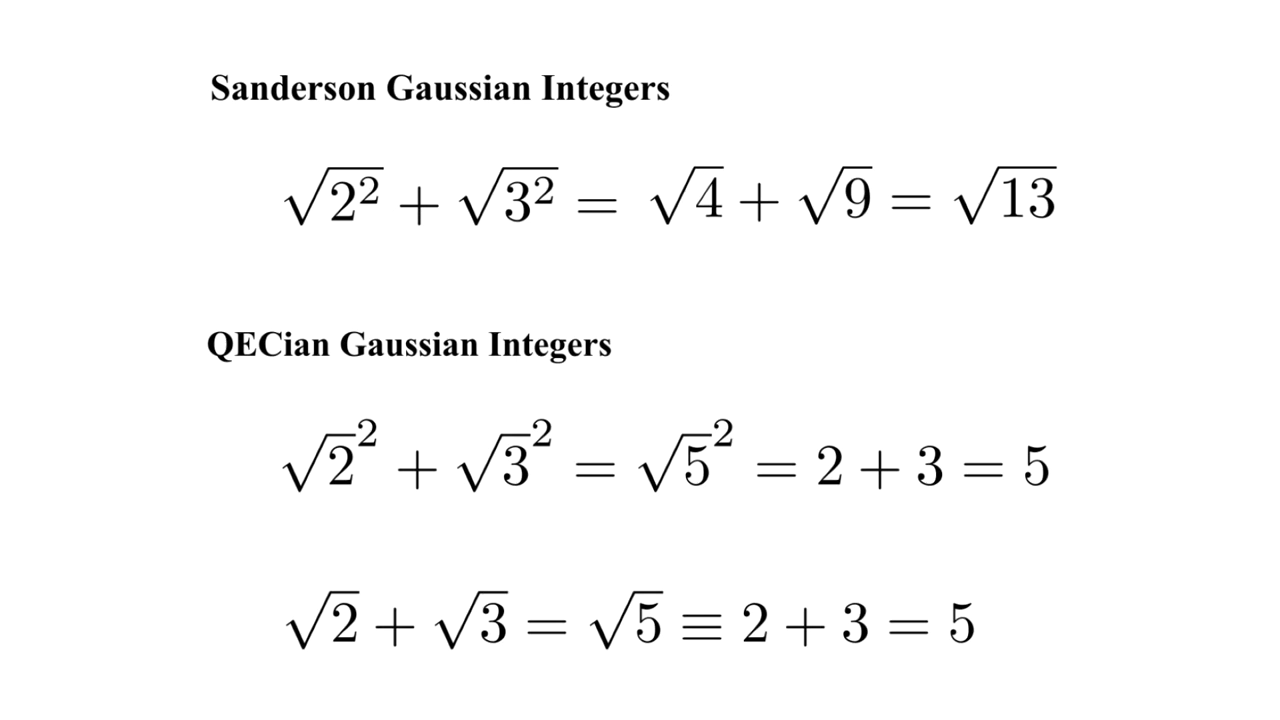 Sanderson Gaussian Integers
√2² + √3² = √4 + √9 = √13
QECian Gaussian Integers
√2² + √3² = √5² = 2 + 3 = 5
√2 + √3 = √5 ≡ 2 + 3 = 5